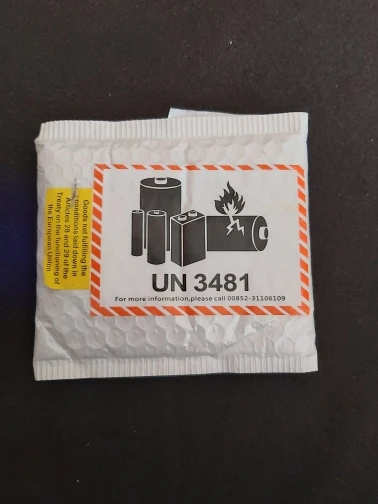 UN 3481
For more information,please call 00852-31106109
Goods not fulfilling the
conditions laid down in
Articles 28 and 29 of the
Treaty on the functioning of
the European Union